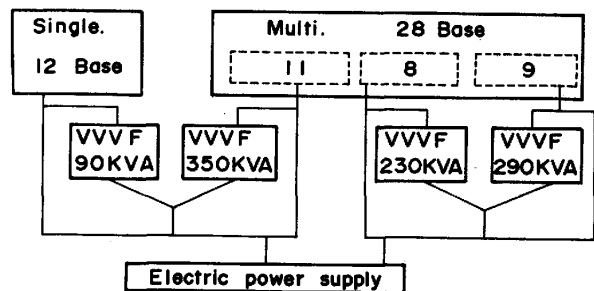 Single.
12 Base
Multi. 28 Base
11 8 9
VVVF
90KVA
VVVF
350KVA
VVVF
230KVA
VVVF
290KVA
Electric power supply